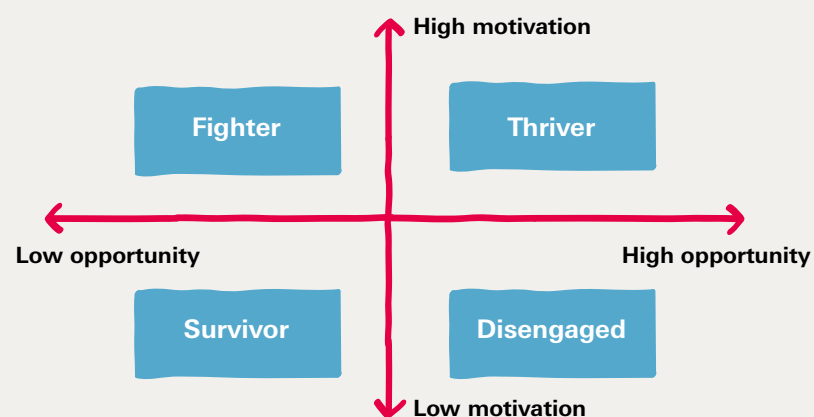 High motivation
Fighter
Thriver
Low opportunity
High opportunity
Survivor
Disengaged
Low motivation